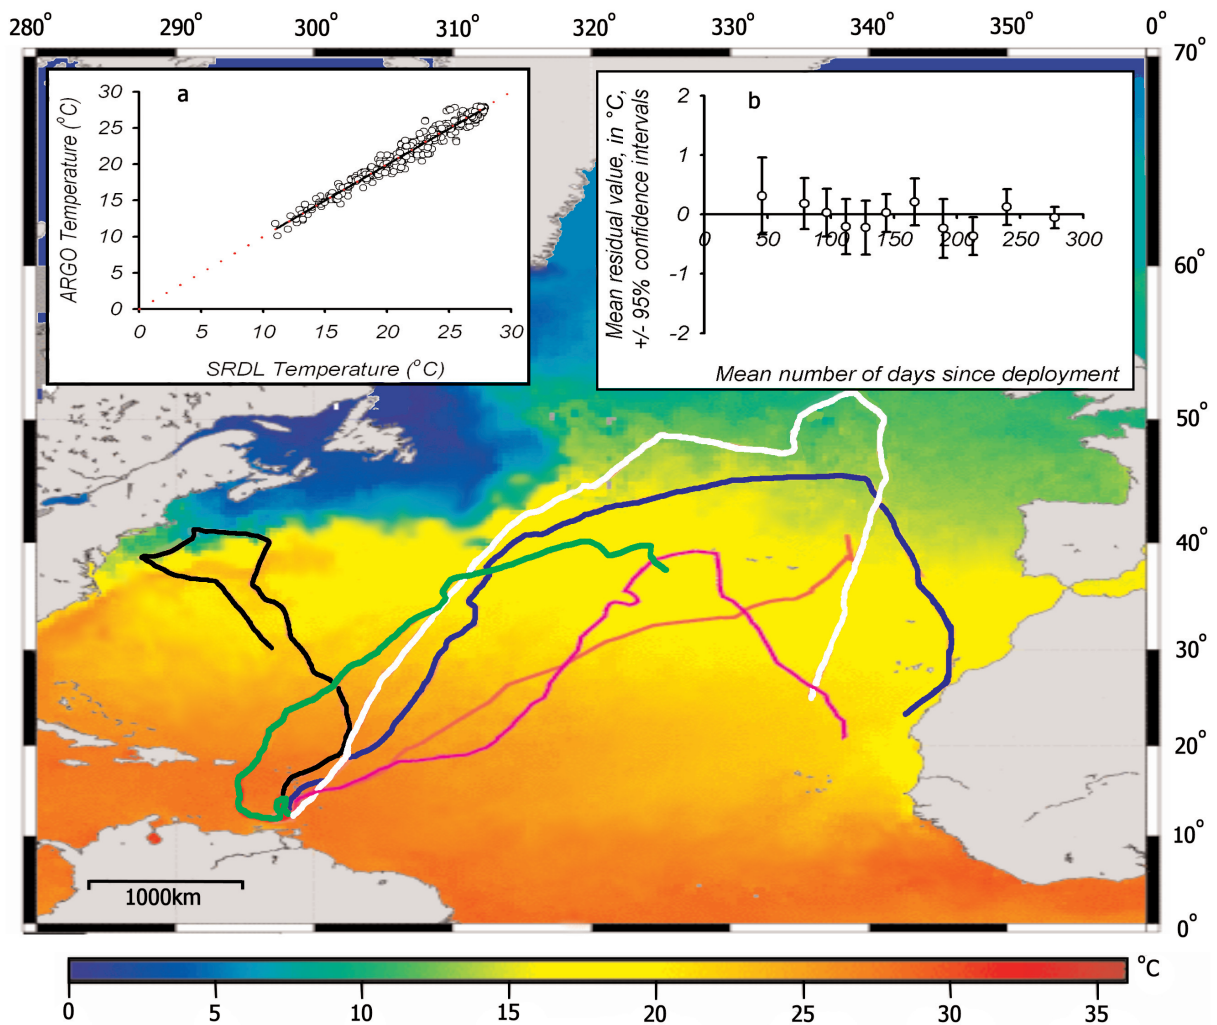 280° 290° 300° 310° 320° 330° 340° 350° 0°
70°
60°
50°
40°
30°
20°
10°
0°
a
ARGO Temperature (°C)
30
25
20
15
10
5
0
0 5 10 15 20 25 30
SRDL Temperature (°C)
b
Mean residual value, in °C,
+/- 95% confidence intervals
2
1
0
-1
-2
0 50 100 150 200 250 300
Mean number of days since deployment
1000km
°C
0 5 10 15 20 25 30 35